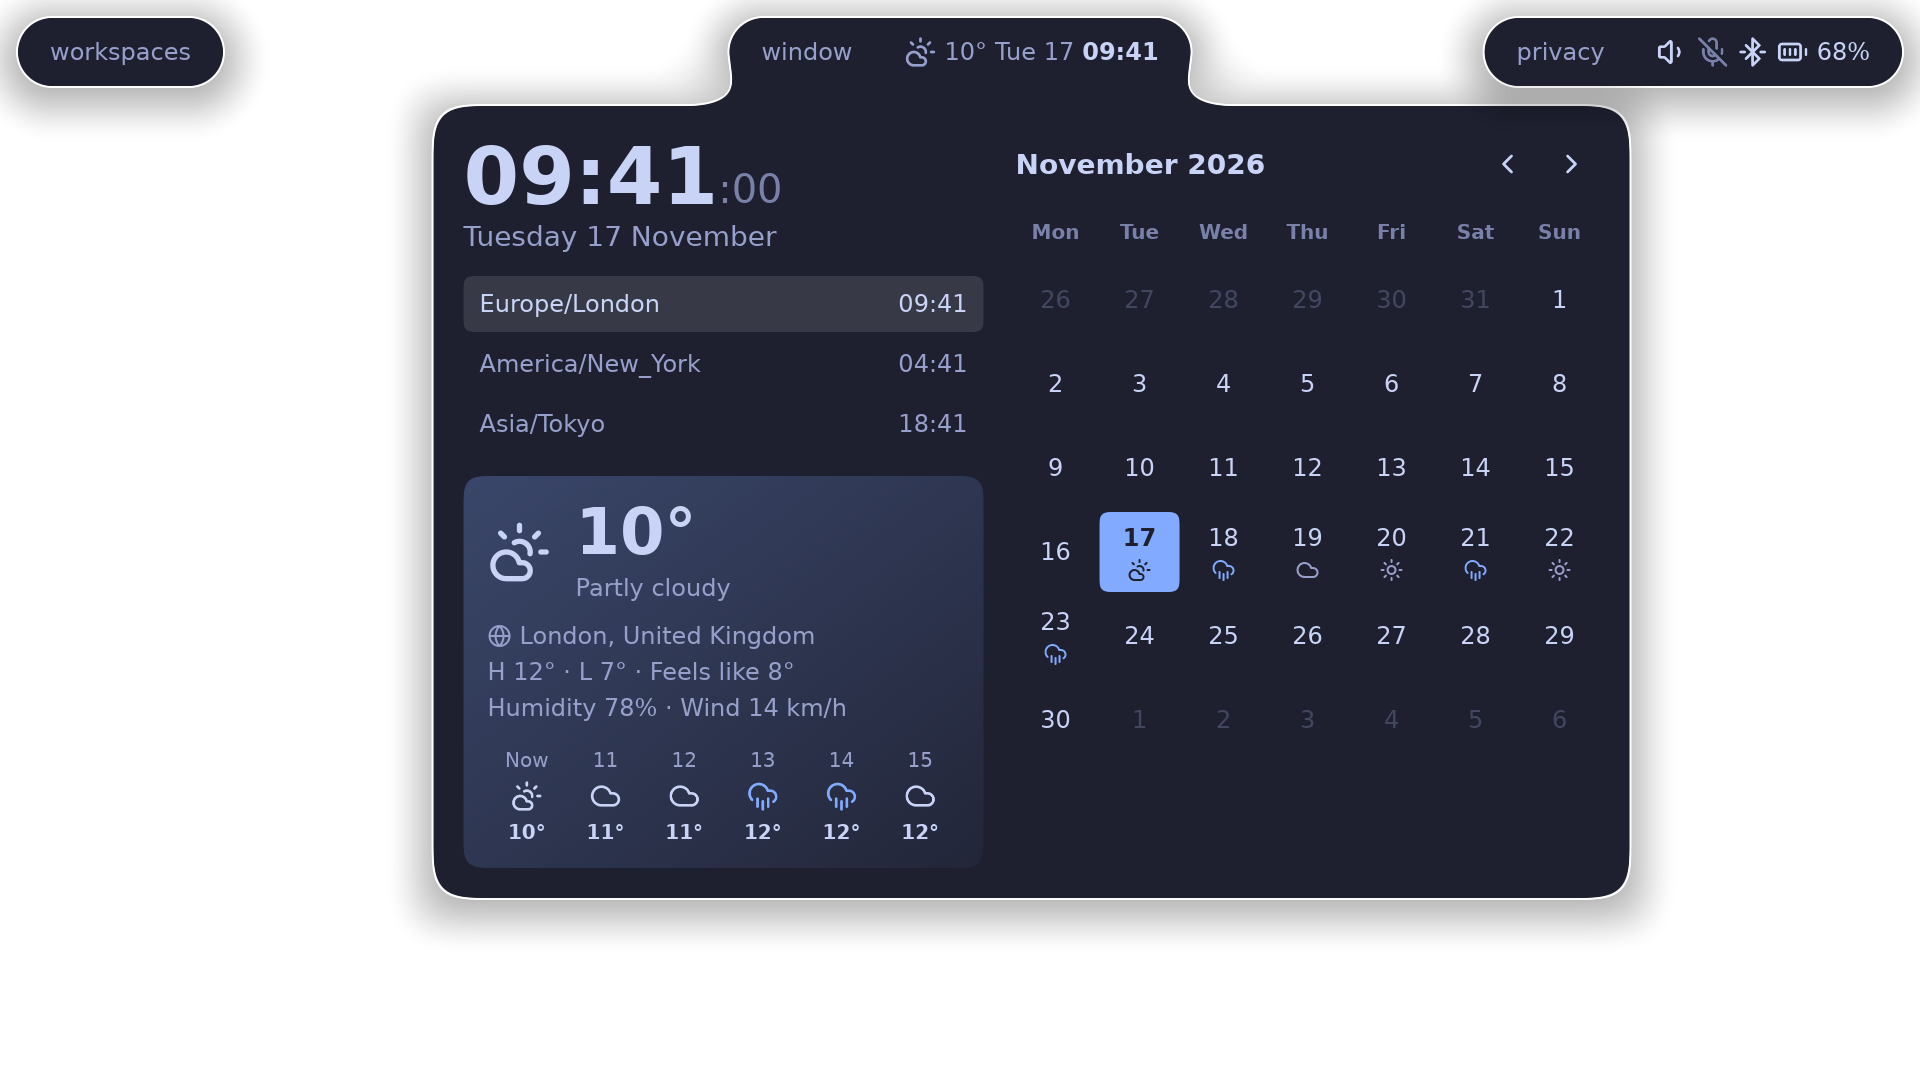 workspaces
window 10° Tue 17 09:41
privacy 68%
09:41:00
Tuesday 17 November
Europe/London 09:41
America/New_York 04:41
Asia/Tokyo 18:41
10°
Partly cloudy
London, United Kingdom
H 12° · L 7° · Feels like 8°
Humidity 78% · Wind 14 km/h
Now 11 12 13 14 15
10° 11° 11° 12° 12° 12°
November 2026
Mon Tue Wed Thu Fri Sat Sun
26 27 28 29 30 31 1
2 3 4 5 6 7 8
9 10 11 12 13 14 15
16 17 18 19 20 21 22
23 24 25 26 27 28 29
30 1 2 3 4 5 6